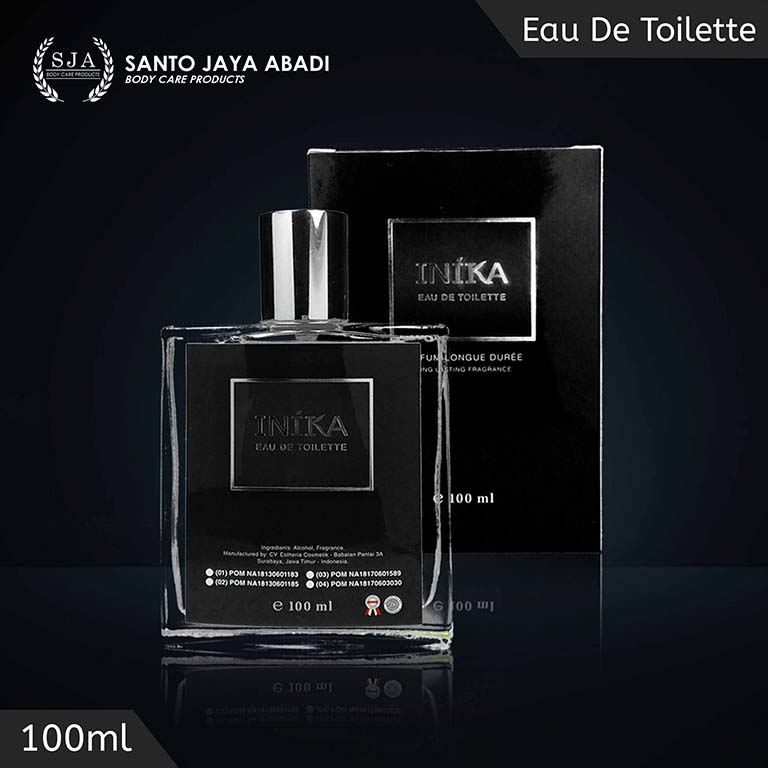 Eau De Toilette
SJA
BODY CARE PRODUCTS
SANTO JAYA ABADI
BODY CARE PRODUCTS
INÍKA
EAU DE TOILETTE
LONGUE DURÉE
FRAGRANCE
e 100 ml
INÍKA
EAU DE TOILETTE
Ingredients: Alcohol, Fragrance.
Manufactured by: CV. Estheria Cosmetik - Babatan Pantai 3A
Surabaya, Jawa Timur - Indonesia.
(01) POM NA18130601183 (03) POM NA18170601589
(02) POM NA18130601185 (04) POM NA18170603030
e 100 ml
100ml